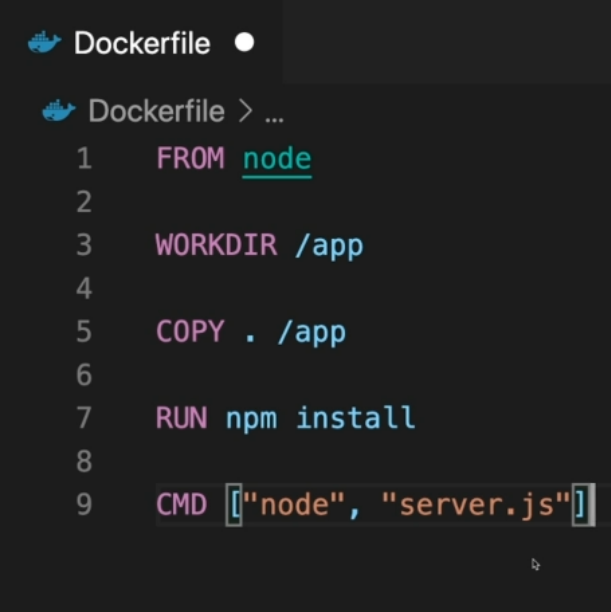 Dockerfile
Dockerfile > ...
1 FROM node
2
3 WORKDIR /app
4
5 COPY . /app
6
7 RUN npm install
8
9 CMD ["node", "server.js"]